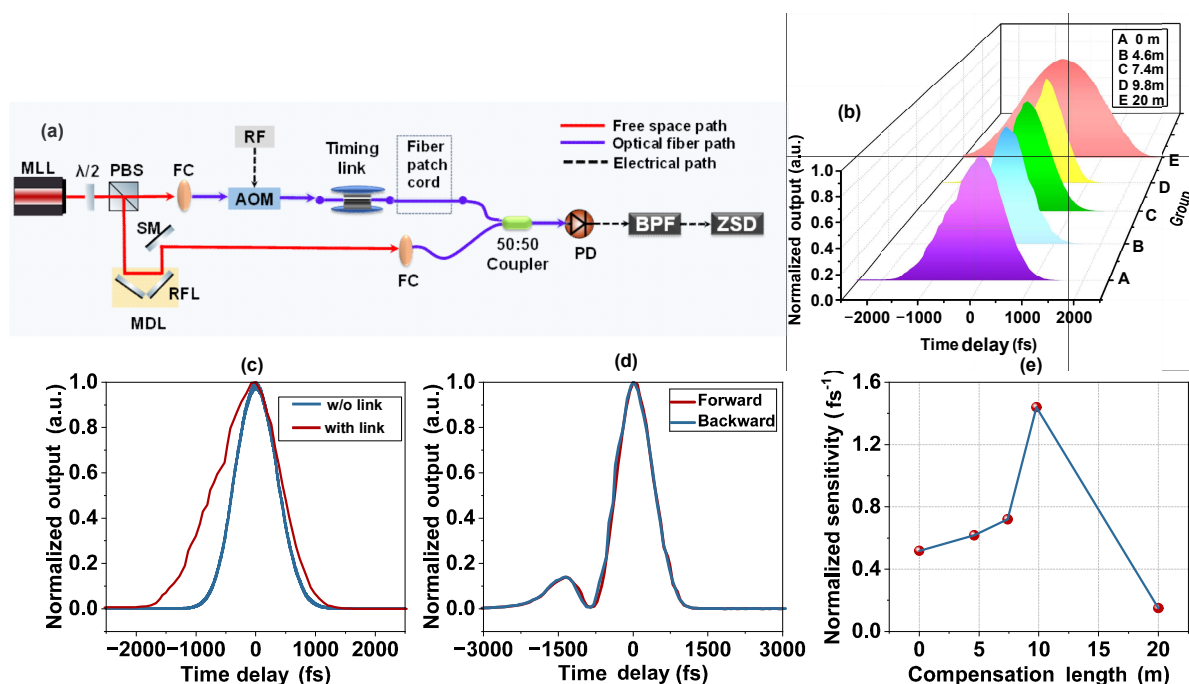 (a)
MLL
λ/2
PBS
FC
RF
AOM
Timing
link
Fiber
patch
cord
Free space path
Optical fiber path
Electrical path
SM
RFL
MDL
FC
50:50
Coupler
PD
BPF
ZSD
(b)
A 0 m
B 4.6m
C 7.4m
D 9.8m
E 20 m
Normalized output (a.u.)
1.0
0.8
0.6
0.4
0.2
0.0
−2000 −1000 0 1000 2000
Time delay (fs)
E
D
C
B
A
Groun
(c)
w/o link
with link
Normalized output (a.u.)
1.0
0.8
0.6
0.4
0.2
0.0
−2000 −1000 0 1000 2000
Time delay (fs)
(d)
Forward
Backward
Normalized output (a.u.)
1.0
0.8
0.6
0.4
0.2
0.0
−3000 −1500 0 1500 3000
Time delay (fs)
(e)
Normalized sensitivity ( fs-1)
1.6
1.2
0.8
0.4
0.0
0 5 10 15 20
Compensation length (m)